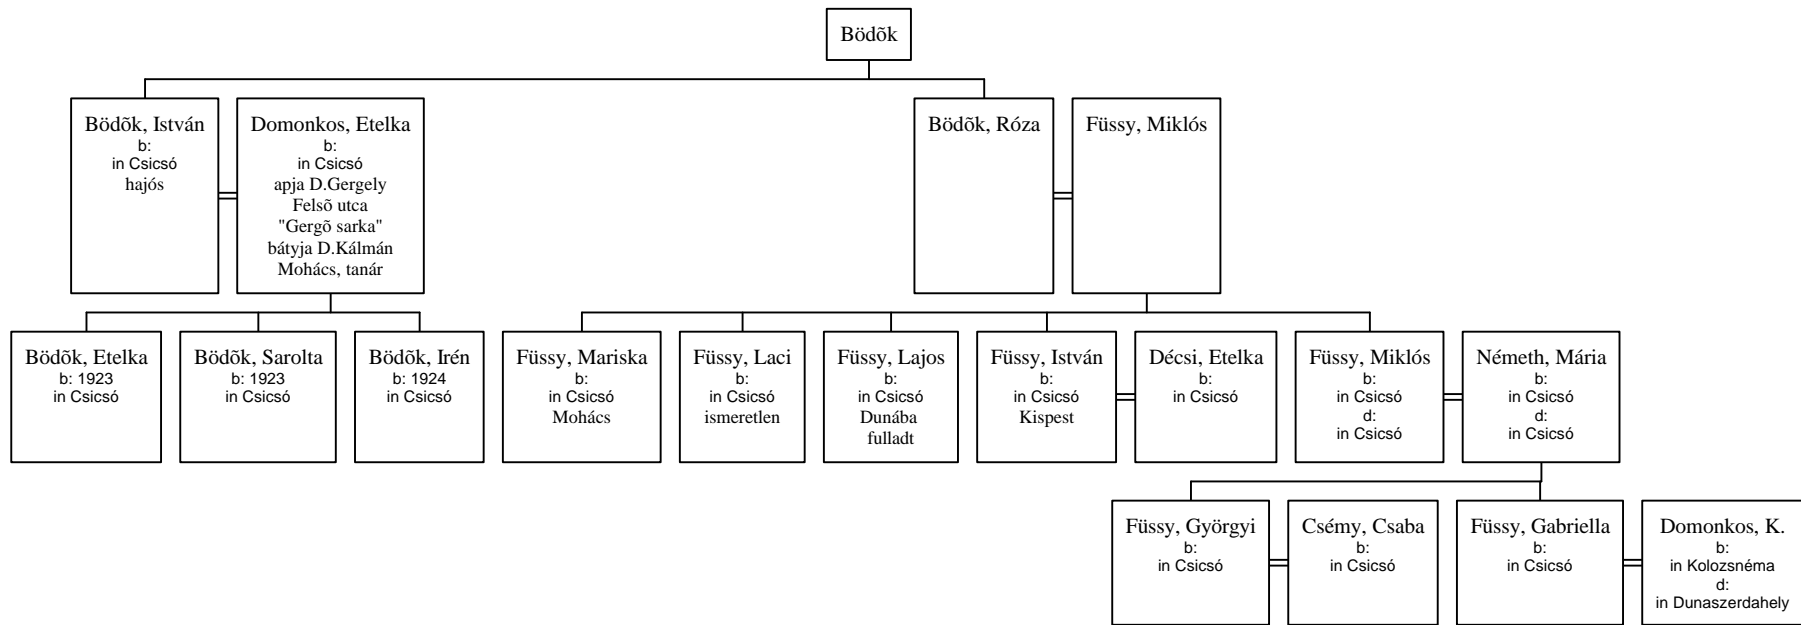 Bödõk
Bödõk, István
b:
in Csicsó
hajós
Domonkos, Etelka
b:
in Csicsó
apja D.Gergely
Felsõ utca
"Gergõ sarka"
bátyja D.Kálmán
Mohács, tanár
Bödõk, Róza
Füssy, Miklós
Bödõk, Etelka
b: 1923
in Csicsó
Bödõk, Sarolta
b: 1923
in Csicsó
Bödõk, Irén
b: 1924
in Csicsó
Füssy, Mariska
b:
in Csicsó
Mohács
Füssy, Laci
b:
in Csicsó
ismeretlen
Füssy, Lajos
b:
in Csicsó
Dunába
fulladt
Füssy, István
b:
in Csicsó
Kispest
Décsi, Etelka
b:
in Csicsó
Füssy, Miklós
b:
in Csicsó
d:
in Csicsó
Németh, Mária
b:
in Csicsó
d:
in Csicsó
Füssy, Györgyi
b:
in Csicsó
Csémy, Csaba
b:
in Csicsó
Füssy, Gabriella
b:
in Csicsó
Domonkos, K.
b:
in Kolozsnéma
d:
in Dunaszerdahely